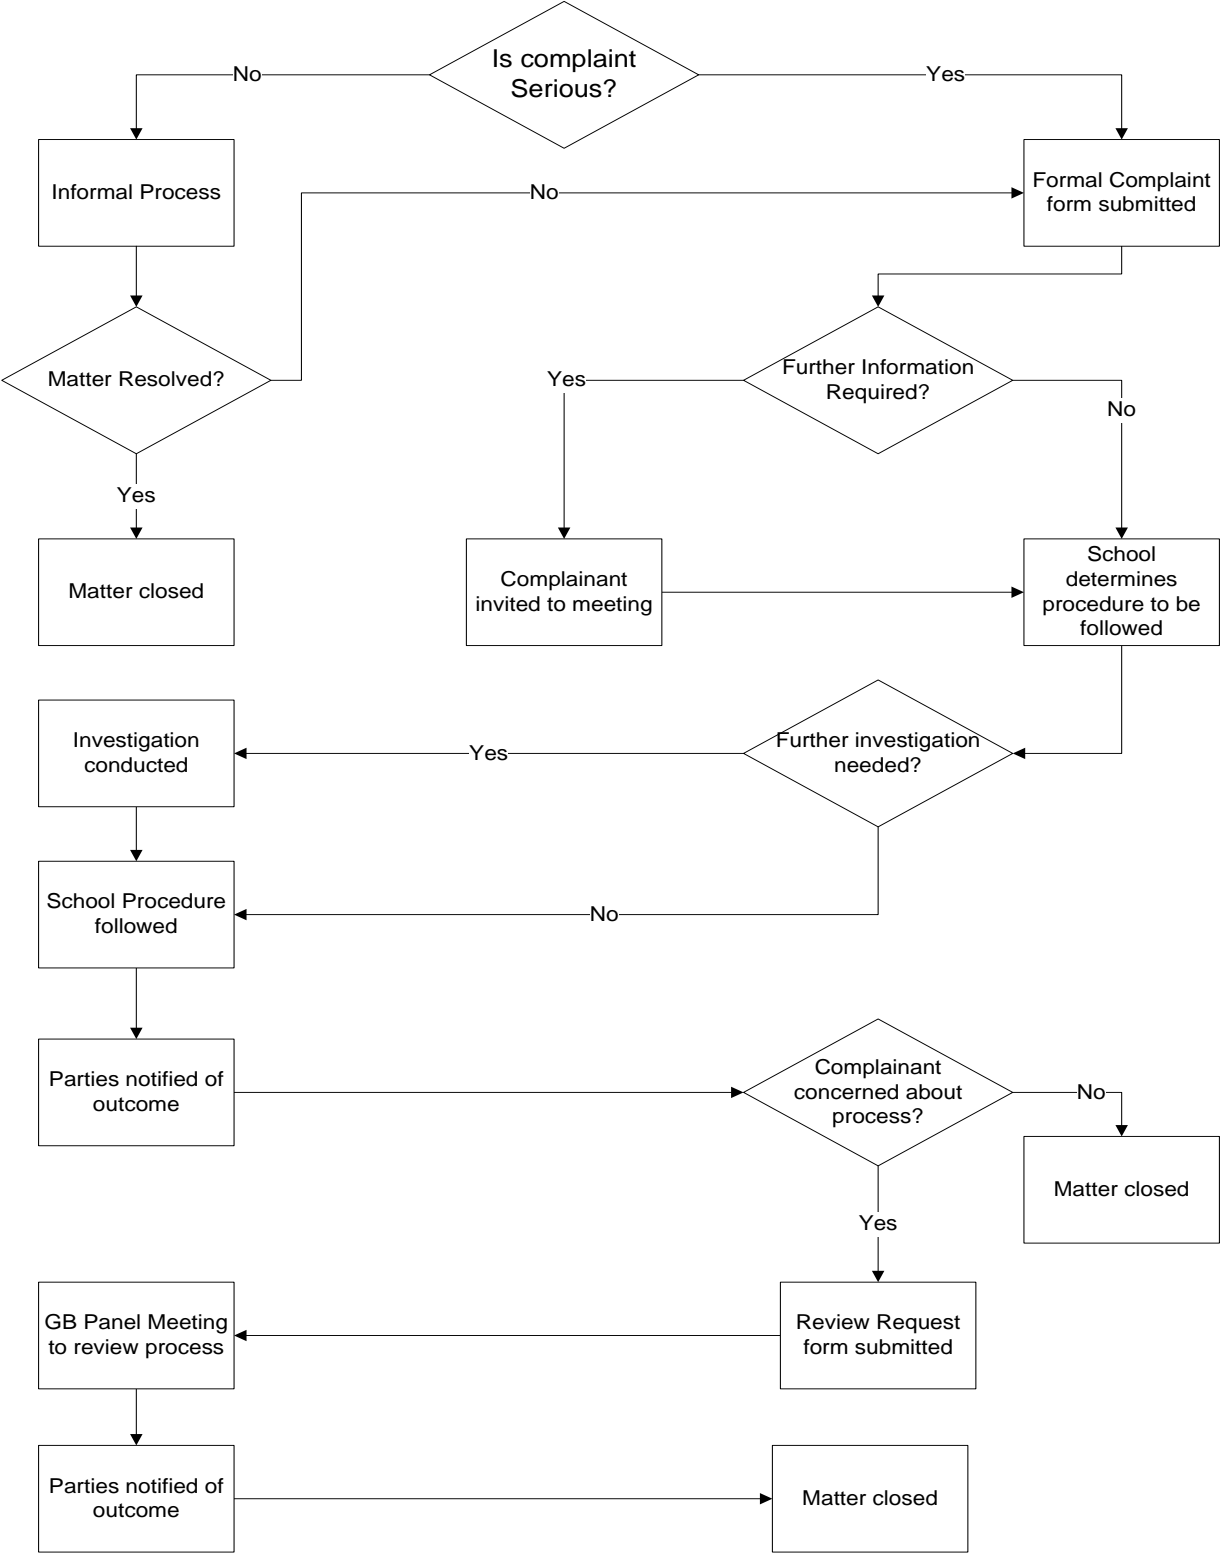 Is complaint
Serious?
No
Yes
Informal Process
No
Formal Complaint
form submitted
Matter Resolved?
Further Information
Required?
Yes
No
Yes
Matter closed
Complainant
invited to meeting
School
determines
procedure to be
followed
Investigation
conducted
Yes
Further investigation
needed?
School Procedure
followed
No
Parties notified of
outcome
Complainant
concerned about
process?
No
Matter closed
Yes
GB Panel Meeting
to review process
Review Request
form submitted
Parties notified of
outcome
Matter closed